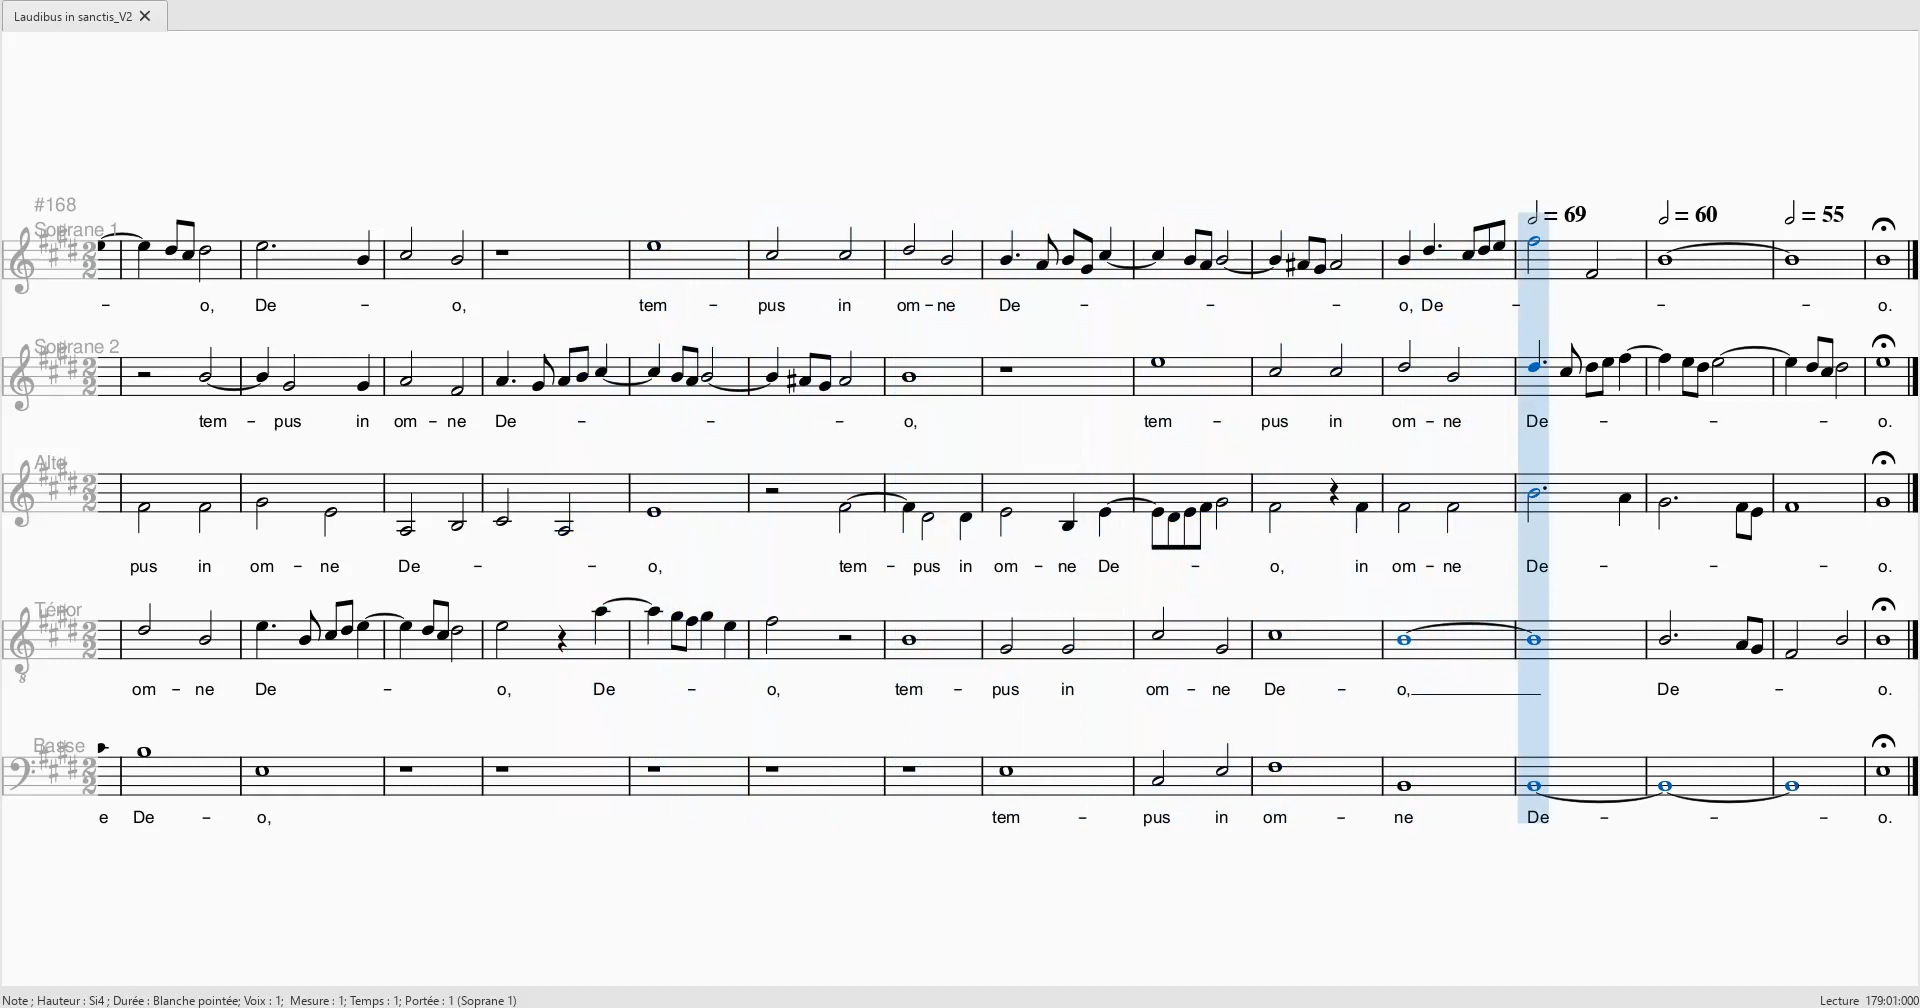 Laudibus in sanctis_V2
#168
Soprane 1
= 69 = 60 = 55
– o, De – o, tem – pus in om – ne De – – – o, De – – – o.
Soprane 2
tem – pus in om – ne De – – – o, tem – pus in om – ne De – – – o.
Alto
pus in om – ne De – – o, tem – pus in om – ne De – o, in om – ne De – – – o.
Ténor
8
om – ne De – o, De – o, tem – pus in om – ne De – o, De – o.
Basse
e De – o, tem – pus in om – ne De – – – o.
Note ; Hauteur : Si4 ; Durée : Blanche pointée; Voix : 1; Mesure : 1; Temps : 1; Portée : 1 (Soprane 1)
Lecture 179:01:000